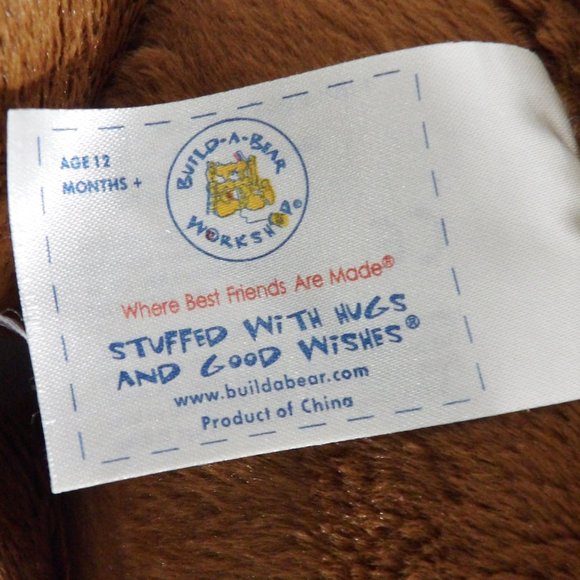 AGE 12
MONTHS +
BUILD-A-BEAR
WORKSHOP®
Where Best Friends Are Made®
STUFFED WITH HUGS
AND GOOD WISHES®
www.buildabear.com
Product of China